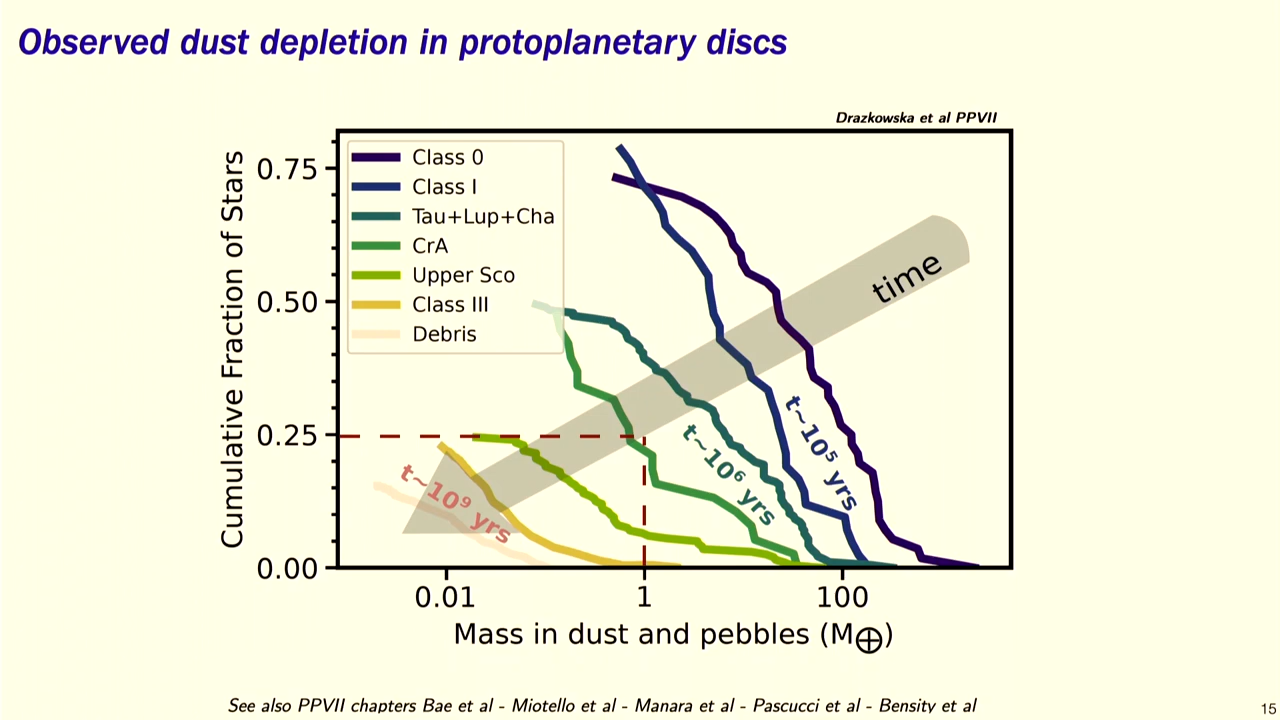 Observed dust depletion in protoplanetary discs
Drazkowska et al PPVII
Cumulative Fraction of Stars
0.75
0.50
0.25
0.00
Class 0
Class I
Tau+Lup+Cha
CrA
Upper Sco
Class III
Debris
time
t~10⁵ yrs
t~10⁶ yrs
t~10⁹ yrs
0.01 1 100
Mass in dust and pebbles (M⊕)
See also PPVII chapters Bae et al - Miotello et al - Manara et al - Pascucci et al - Bensity et al
15